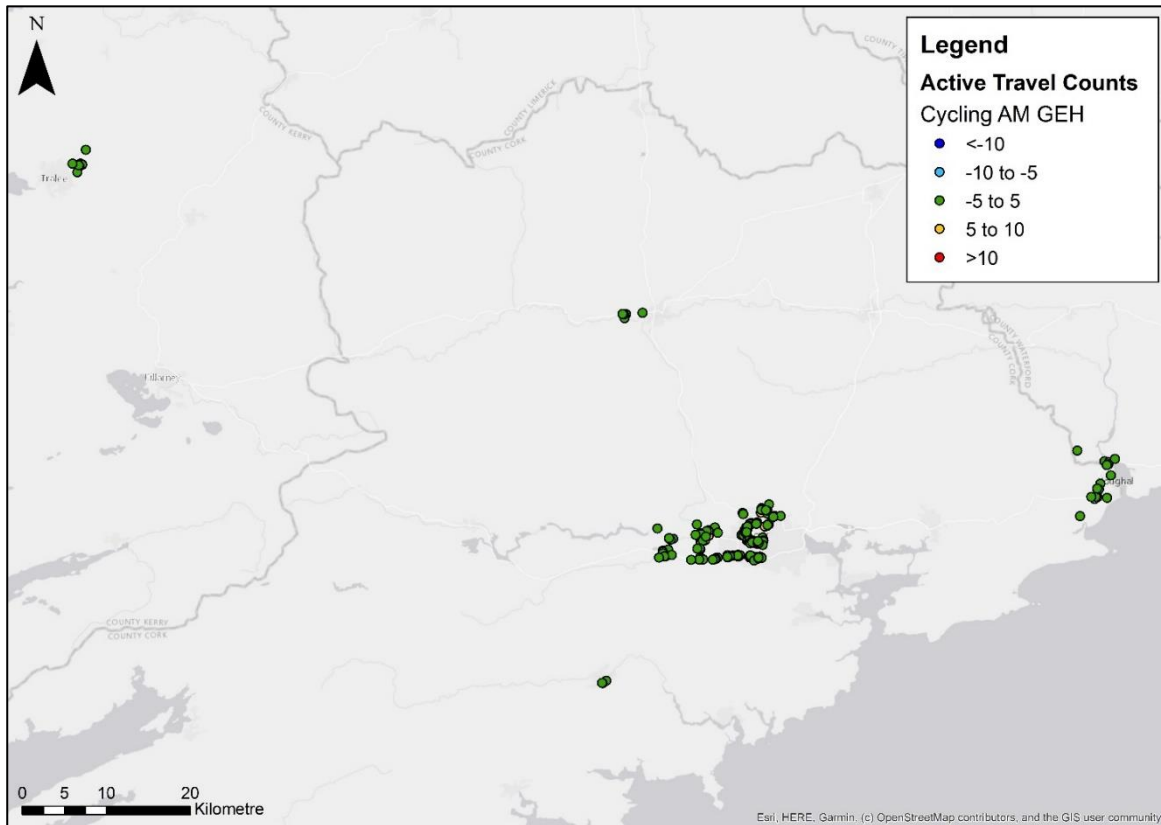 N
Legend
Active Travel Counts
Cycling AM GEH
<-10
-10 to -5
-5 to 5
5 to 10
>10
COUNTY KERRY
COUNTY LIMERICK
COUNTY CORK
Tralee
COUNTY WATERFORD
COUNTY CORK
Killarney
COUNTY KERRY
COUNTY CORK
0 5 10 20
Kilometre
Esri, HERE, Garmin, (c) OpenStreetMap contributors, and the GIS user community